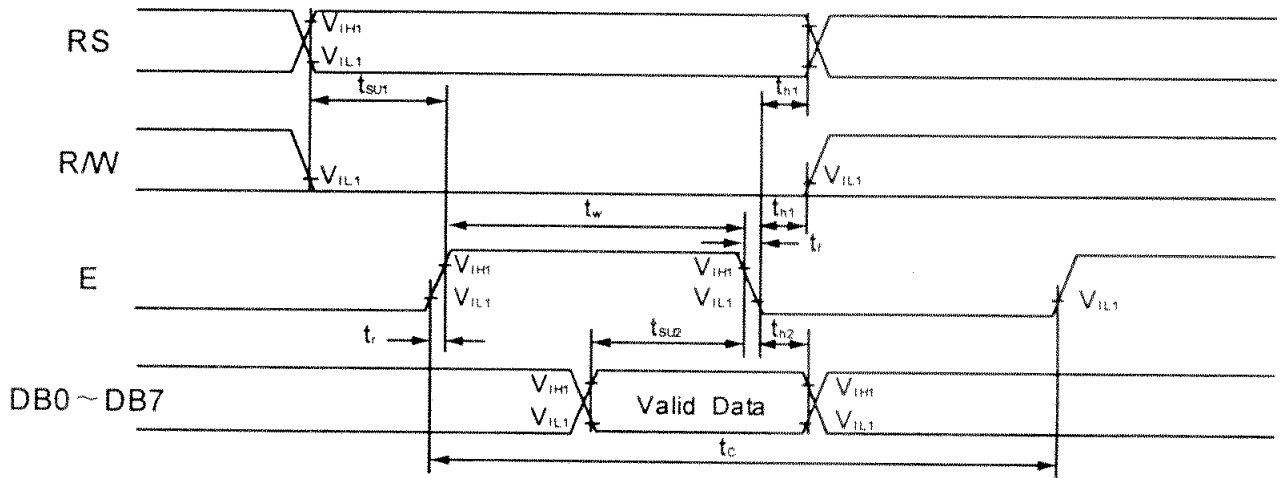 RS
V_IH1
V_IL1
t_SU1
t_h1
R/W
V_IL1
V_IL1
t_w
t_h1
t_f
E
V_IH1
V_IH1
V_IL1
V_IL1
V_IL1
t_r
t_SU2
t_h2
DB0～DB7
V_IH1
V_IH1
V_IL1
Valid Data
V_IL1
t_C